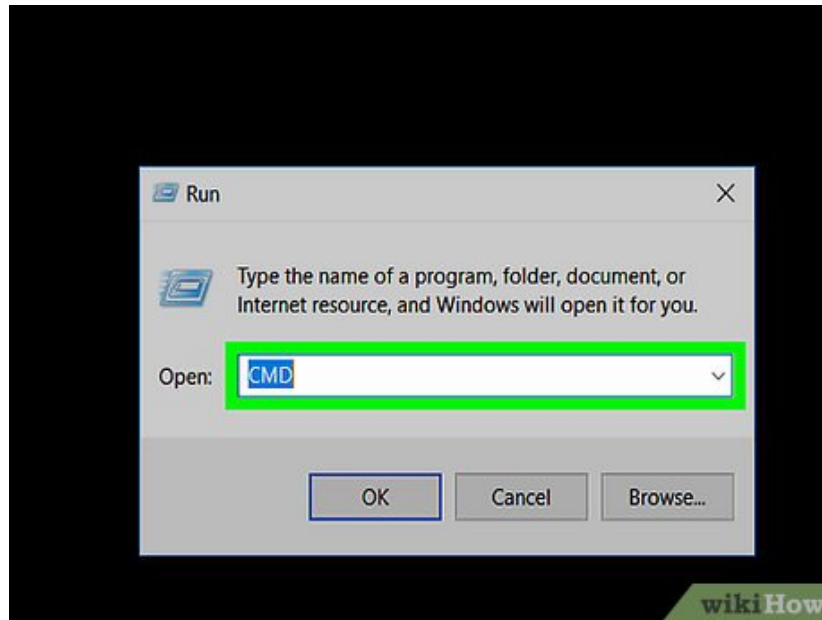 Run
Type the name of a program, folder, document, or
Internet resource, and Windows will open it for you.
Open: CMD
OK Cancel Browse...
wikiHow